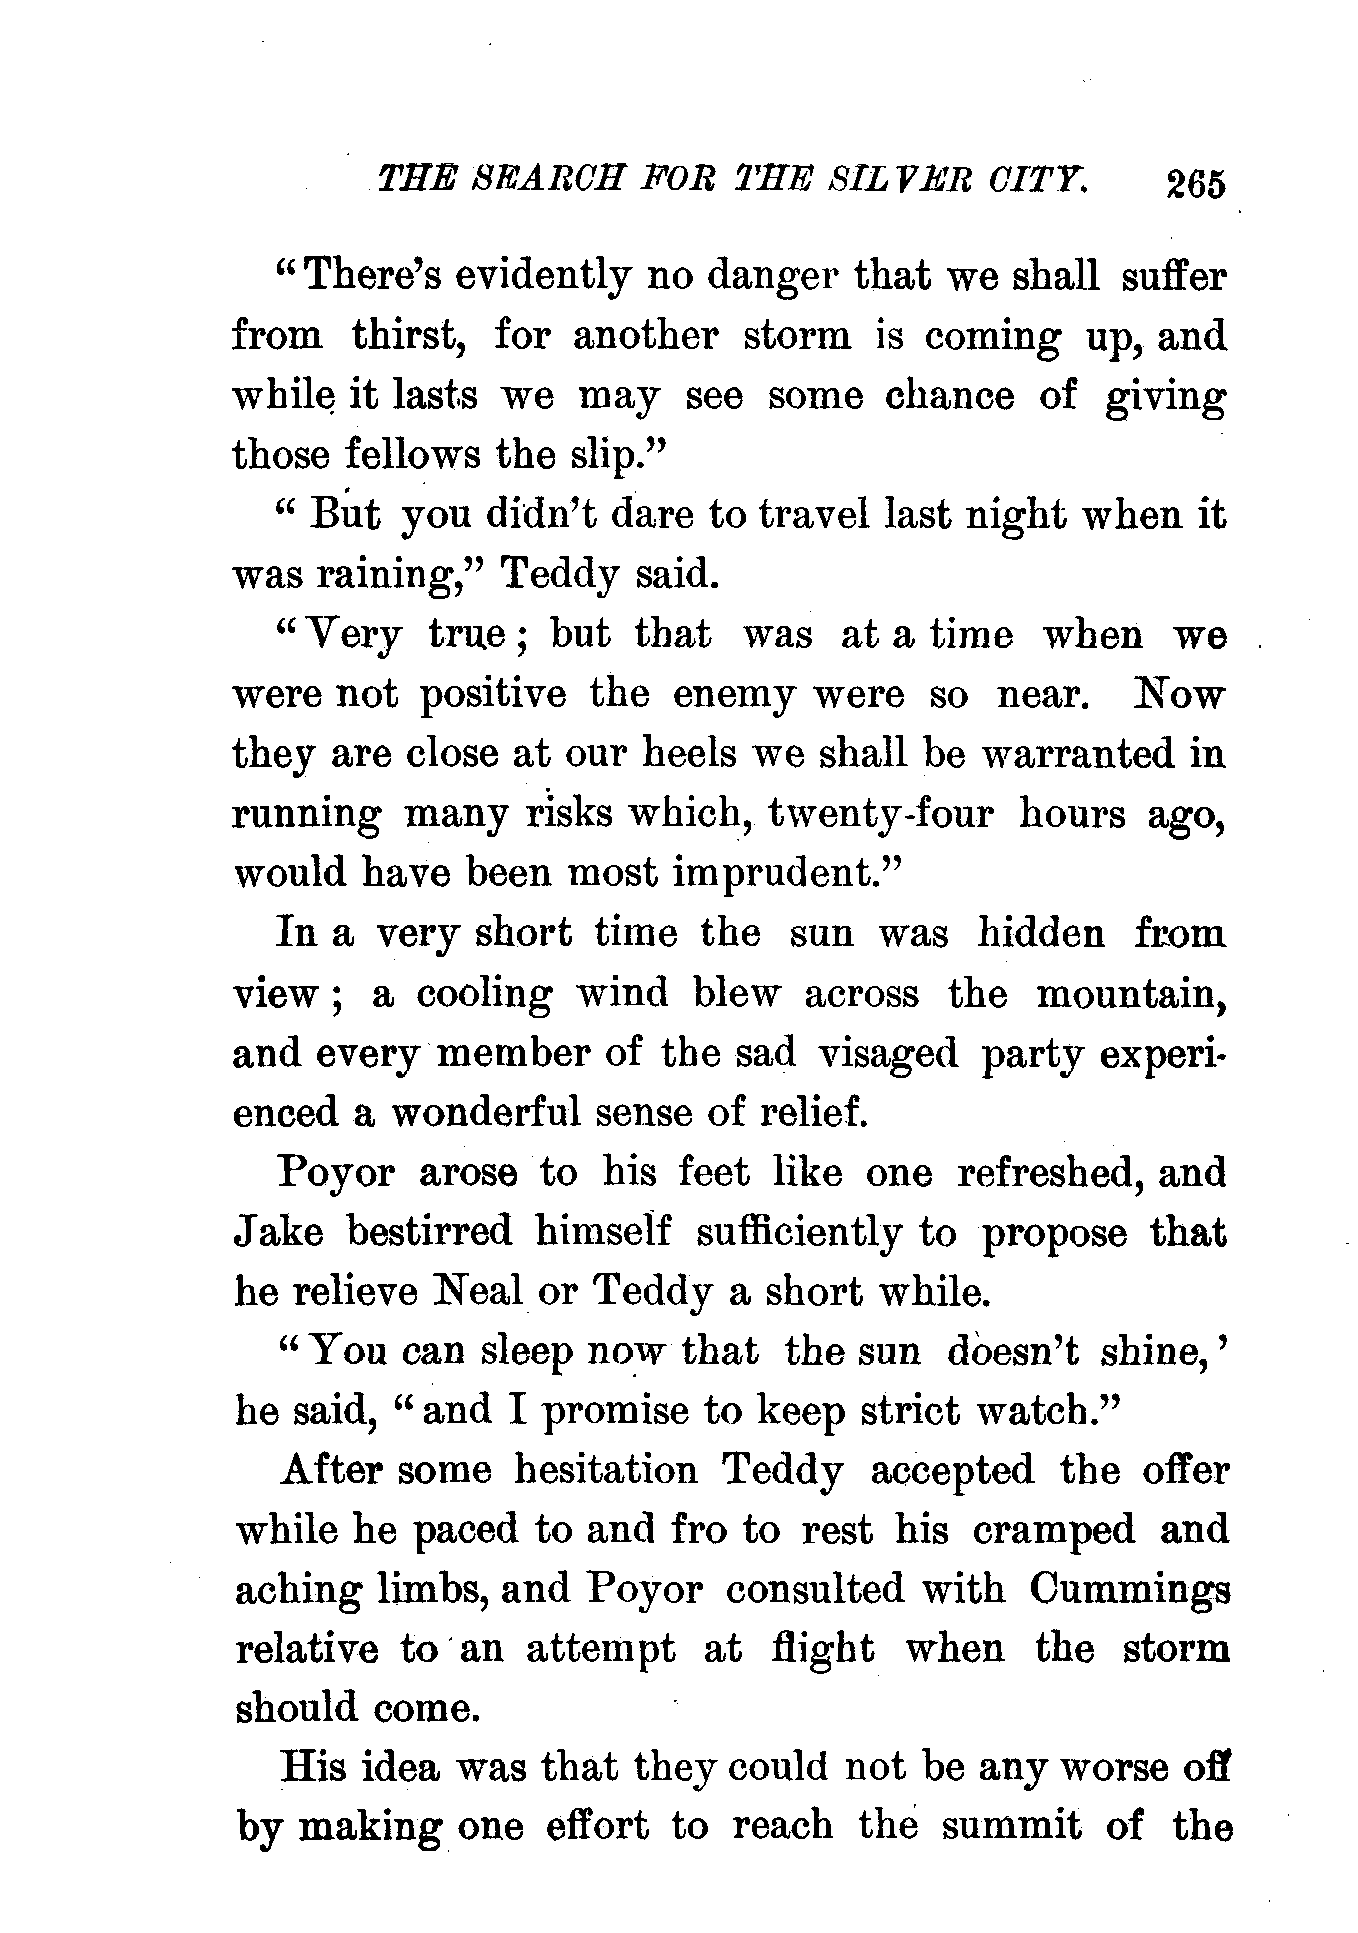 THE SEARCH FOR THE SILVER CITY. 265
"There's evidently no danger that we shall suffer
from thirst, for another storm is coming up, and
while it lasts we may see some chance of giving
those fellows the slip."
" But you didn't dare to travel last night when it
was raining," Teddy said.
"Very true; but that was at a time when we
were not positive the enemy were so near. Now
they are close at our heels we shall be warranted in
running many risks which, twenty-four hours ago,
would have been most imprudent."
In a very short time the sun was hidden from
view; a cooling wind blew across the mountain,
and every member of the sad visaged party experi-
enced a wonderful sense of relief.
Poyor arose to his feet like one refreshed, and
Jake bestirred himself sufficiently to propose that
he relieve Neal or Teddy a short while.
"You can sleep now that the sun doesn't shine,'
he said, "and I promise to keep strict watch."
After some hesitation Teddy accepted the offer
while he paced to and fro to rest his cramped and
aching limbs, and Poyor consulted with Cummings
relative to an attempt at flight when the storm
should come.
His idea was that they could not be any worse off
by making one effort to reach the summit of the